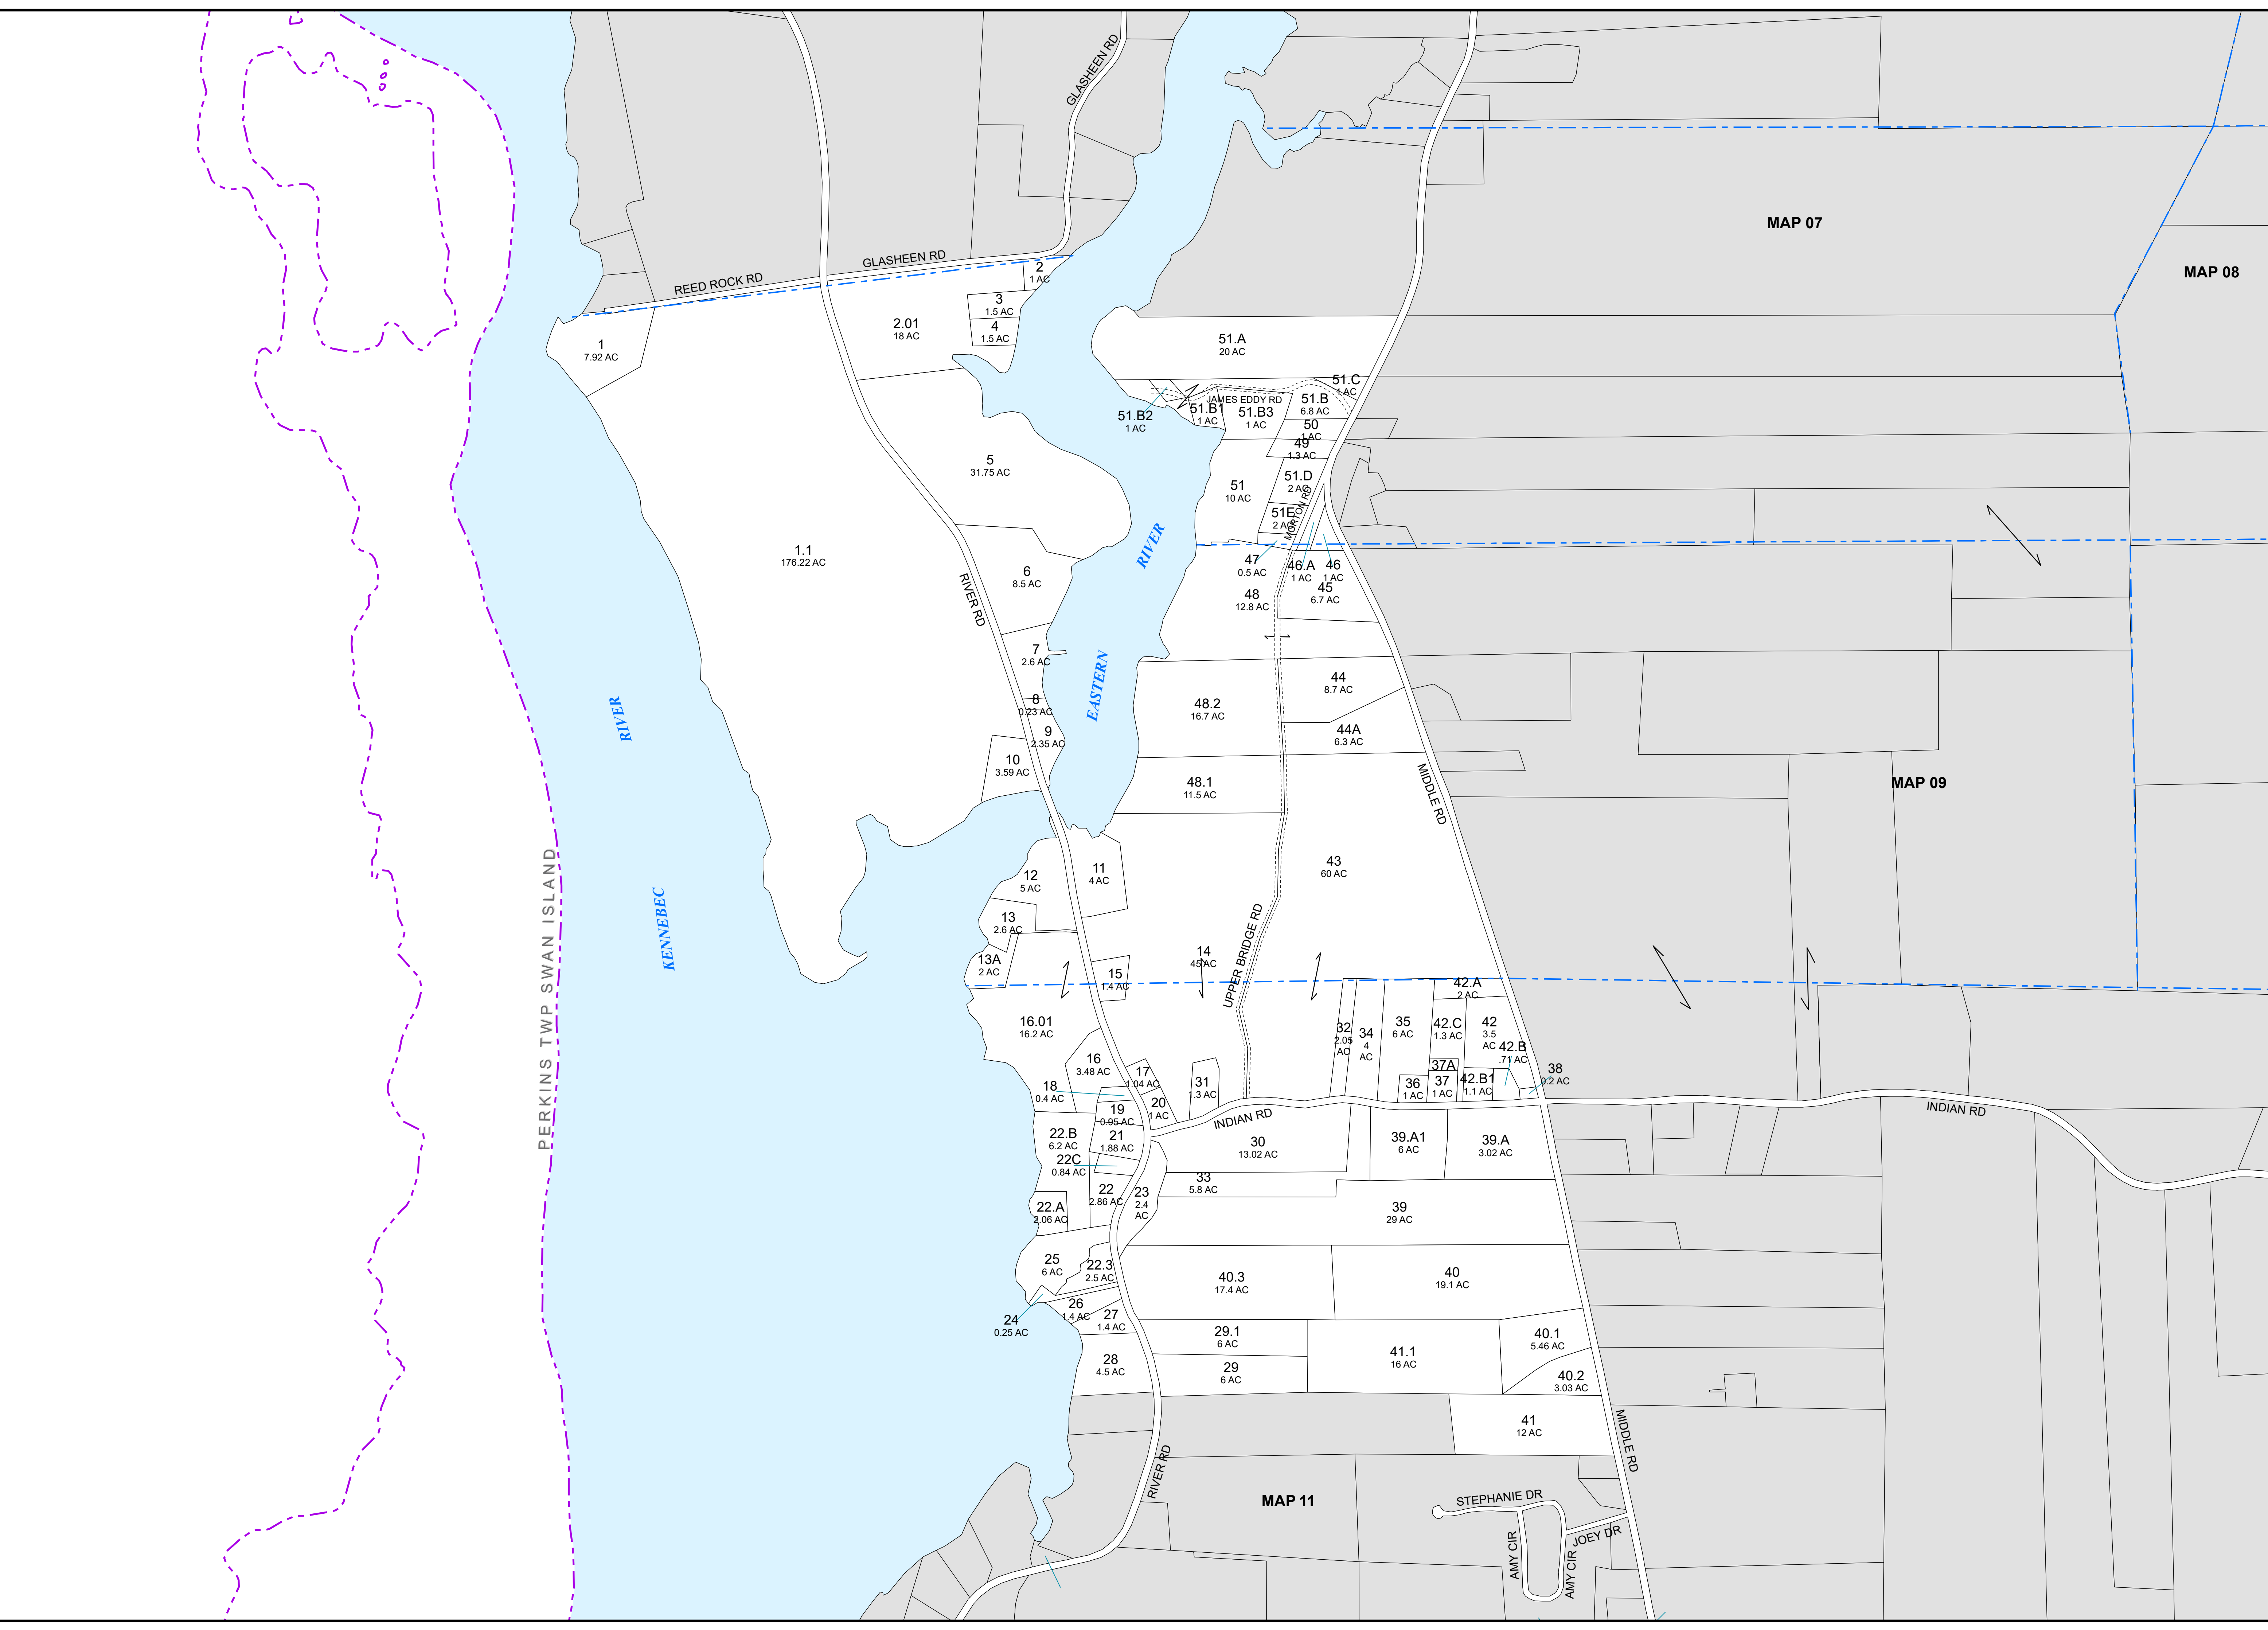 GLASHEEN RD
MAP 07
MAP 08
GLASHEEN RD
REED ROCK RD
2
1 AC
3
1.5 AC
4
1.5 AC
2.01
18 AC
1
7.92 AC
51.A
20 AC
51.C
1 AC
JAMES EDDY RD
51.B
6.8 AC
51.B1
1 AC
51.B3
1 AC
51.B2
1 AC
50
1 AC
49
1.3 AC
5
31.75 AC
51
10 AC
51.D
2 AC
MORTON RD
51E
2 AC
RIVER
1.1
176.22 AC
47
0.5 AC
46.A
1 AC
46
1 AC
6
8.5 AC
45
6.7 AC
48
12.8 AC
RIVER RD
7
2.6 AC
EASTERN
44
8.7 AC
8
0.23 AC
48.2
16.7 AC
RIVER
9
2.35 AC
44A
6.3 AC
10
3.59 AC
48.1
11.5 AC
MIDDLE RD
MAP 09
PERKINS TWP SWAN ISLAND
KENNEBEC
12
5 AC
11
4 AC
43
60 AC
13
2.6 AC
UPPER BRIDGE RD
14
45 AC
13A
2 AC
15
1.4 AC
42.A
2 AC
16.01
16.2 AC
32
2.05
AC
34
4
AC
35
6 AC
42.C
1.3 AC
42
3.5
AC
42.B
.71 AC
16
3.48 AC
17
1.04 AC
37A
38
0.2 AC
18
0.4 AC
31
1.3 AC
36
1 AC
37
1 AC
42.B1
1.1 AC
19
0.95 AC
20
1 AC
INDIAN RD
INDIAN RD
22.B
6.2 AC
21
1.88 AC
30
13.02 AC
39.A1
6 AC
39.A
3.02 AC
22C
0.84 AC
33
5.8 AC
22
2.86 AC
23
2.4
AC
22.A
2.06 AC
39
29 AC
25
6 AC
22.3
2.5 AC
40.3
17.4 AC
40
19.1 AC
26
1.4 AC
24
0.25 AC
27
1.4 AC
29.1
6 AC
40.1
5.46 AC
28
4.5 AC
29
6 AC
41.1
16 AC
40.2
3.03 AC
41
12 AC
MIDDLE RD
RIVER RD
MAP 11
STEPHANIE DR
JOEY DR
AMY CIR
AMY CIR